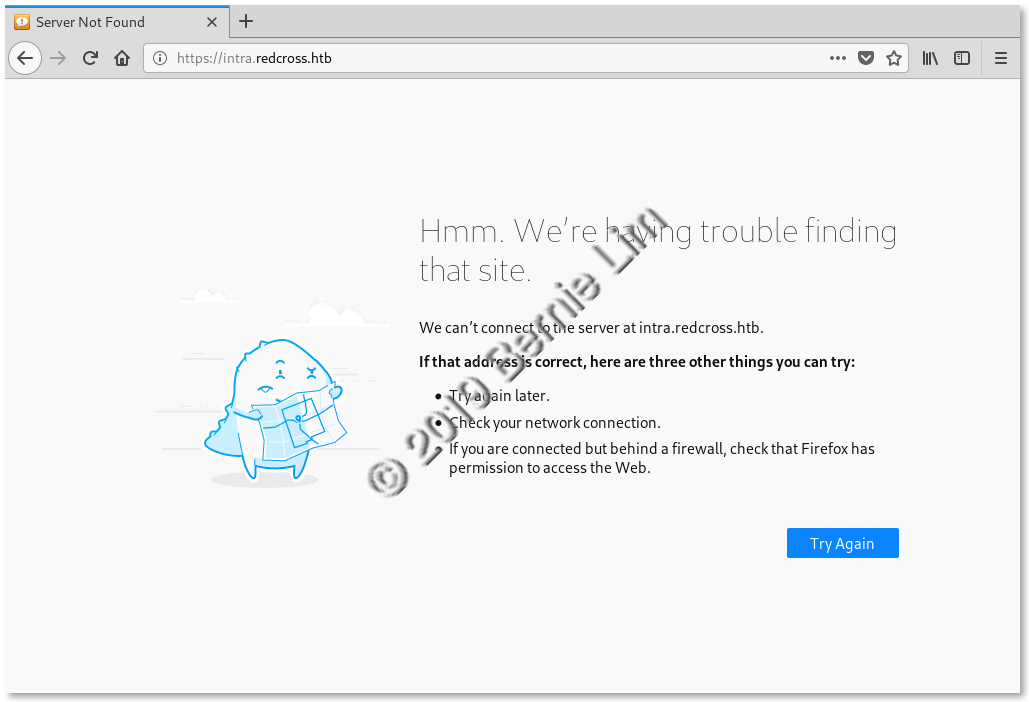 Server Not Found
https://intra.redcross.htb
Hmm. We're having trouble finding
that site.
We can't connect to the server at intra.redcross.htb.
If that address is correct, here are three other things you can try:
Try again later.
Check your network connection.
If you are connected but behind a firewall, check that Firefox has
permission to access the Web.
Try Again
© 2019 Bernie Lim